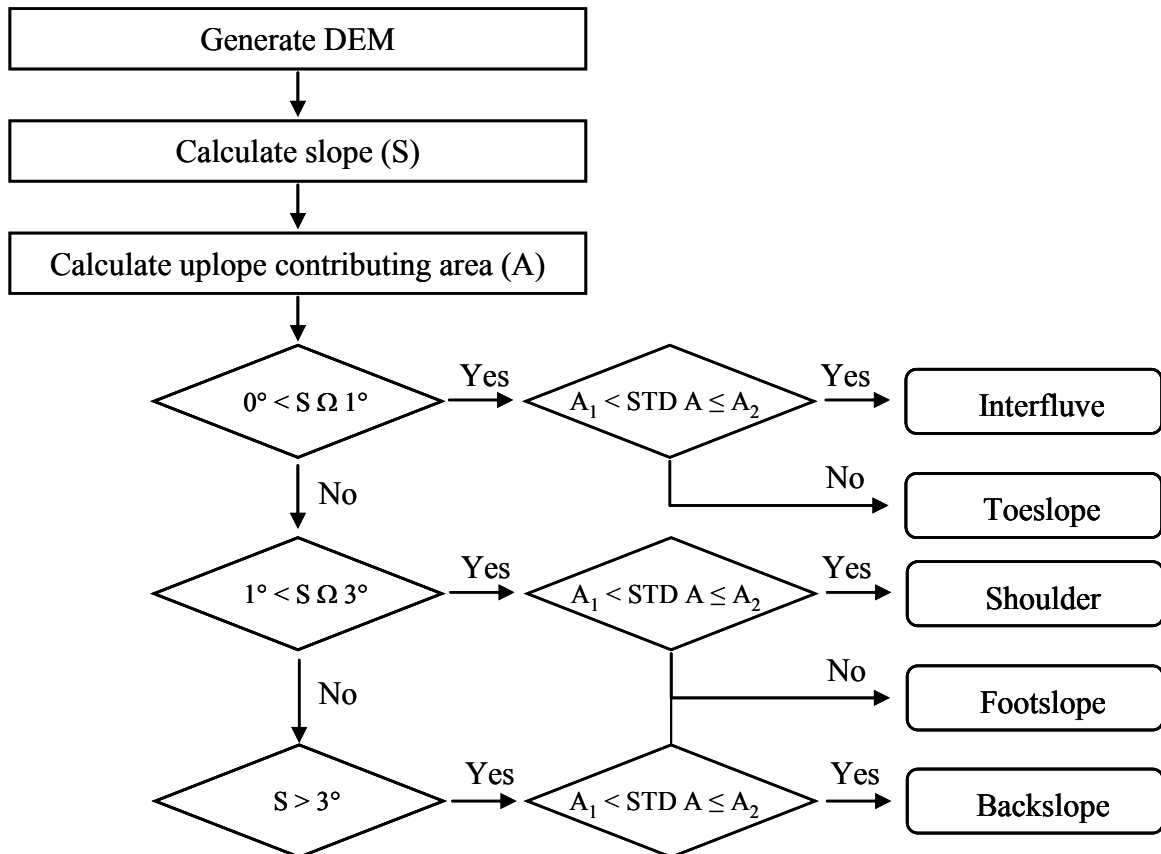 Generate DEM
Calculate slope (S)
Calculate uplope contributing area (A)
0° < S Ω 1°
Yes
A₁ < STD A ≤ A₂
Yes
Interfluve
No
No
Toeslope
1° < S Ω 3°
Yes
A₁ < STD A ≤ A₂
Yes
Shoulder
No
No
Footslope
S > 3°
Yes
A₁ < STD A ≤ A₂
Yes
Backslope